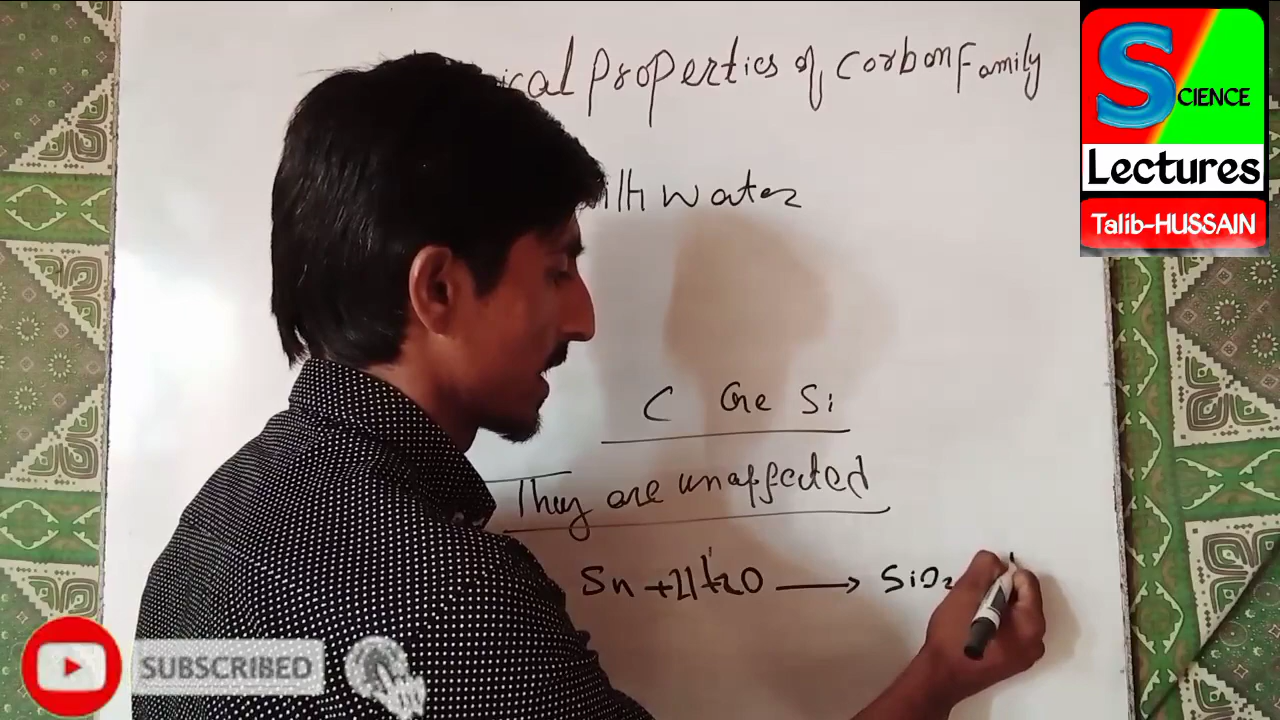 ical Properties of Carbon Family
ith water
C Ge Si
They are unaffected
Sn + 2H2O → SiO2
SCIENCE
Lectures
Talib-HUSSAIN
SUBSCRIBED